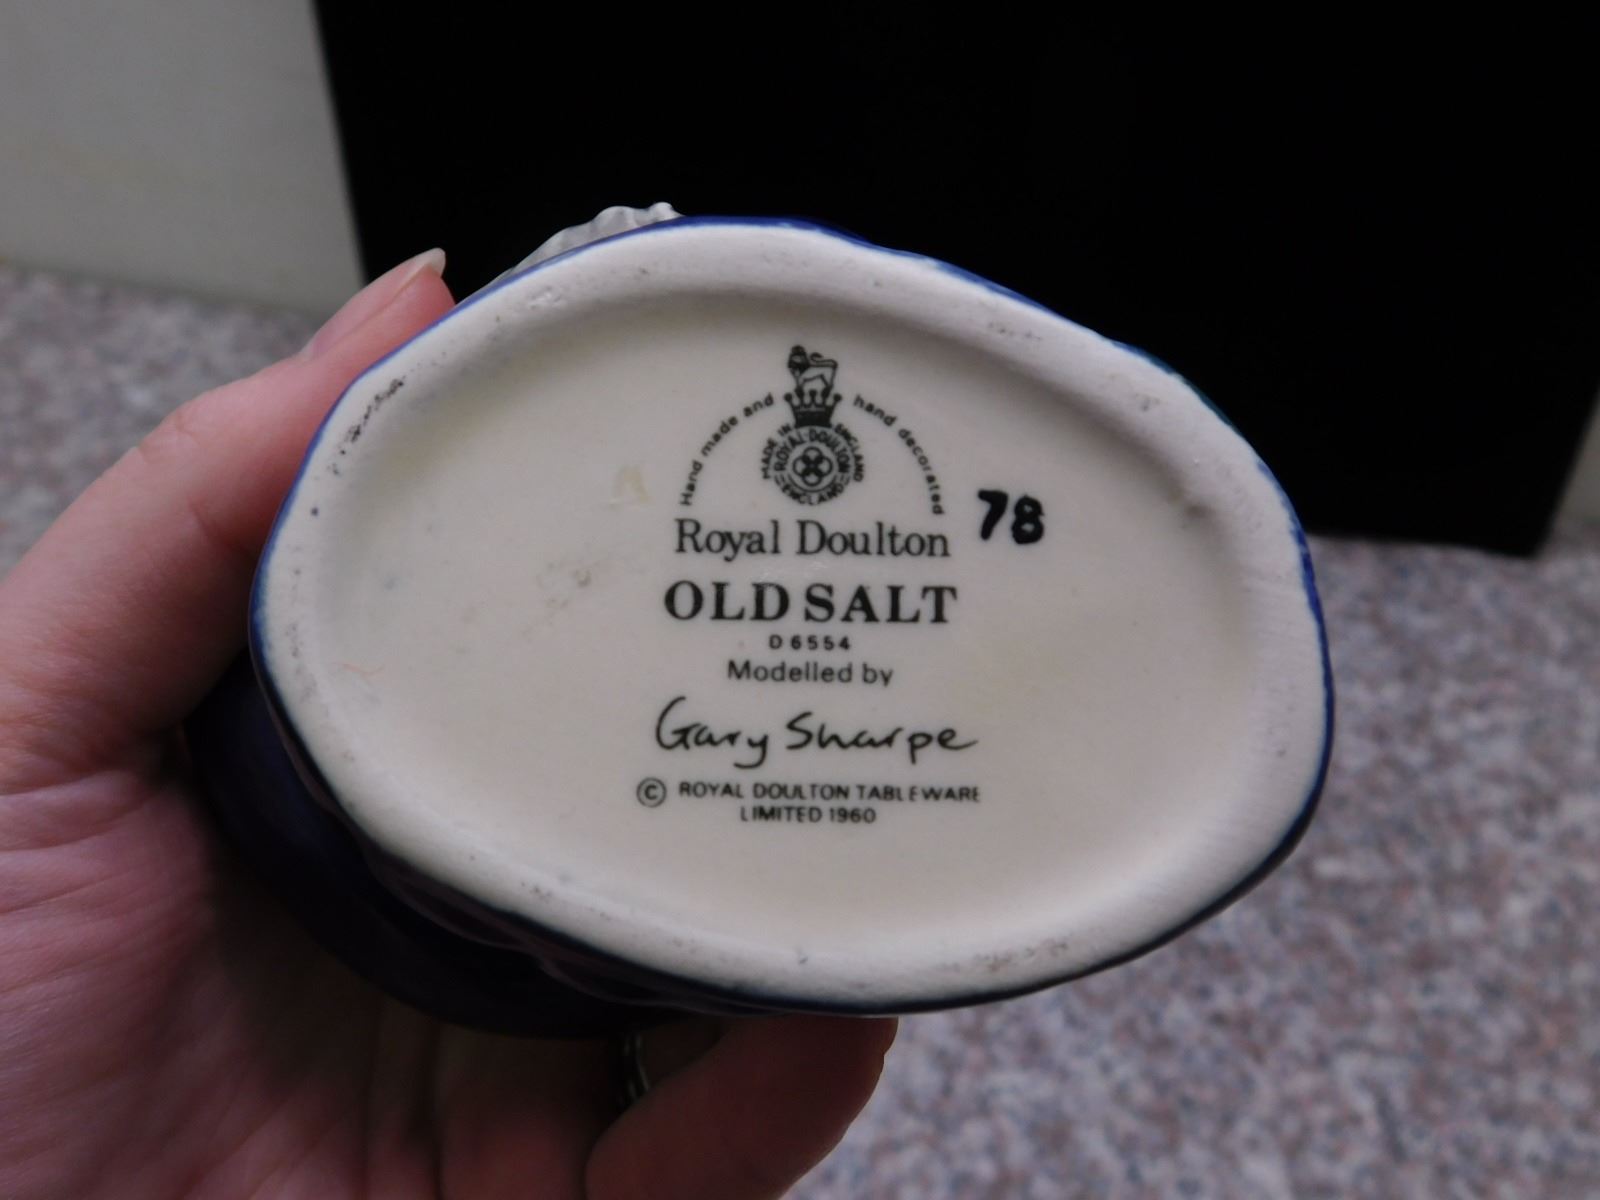 Hand made and hand decorated
MADE IN ENGLAND
ROYAL·DOULTON
ENGLAND
Royal Doulton
78
OLD SALT
D 6554
Modelled by
Gary Sharpe
© ROYAL DOULTON TABLEWARE
LIMITED 1960